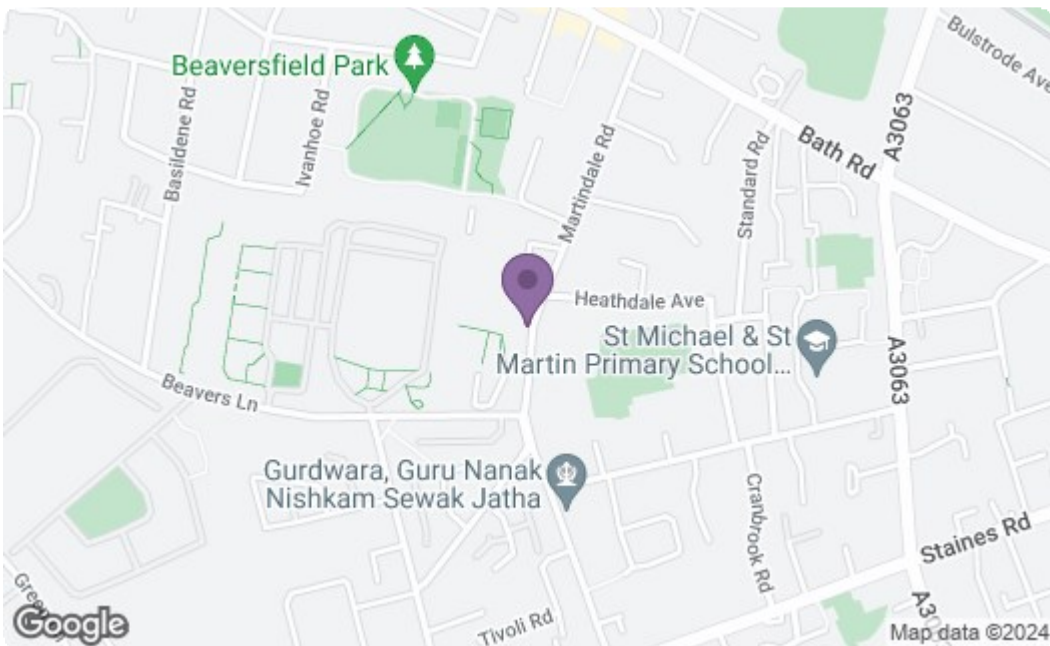 Beaversfield Park
Bulstrode Ave
Basildene Rd
Ivanhoe Rd
Martindale Rd
Standard Rd
Bath Rd
A3063
Heathdale Ave
St Michael & St
Martin Primary School...
A3063
Beavers Ln
Gurdwara, Guru Nanak
Nishkam Sewak Jatha
Cranbrook Rd
Staines Rd
Tivoli Rd
Google
Map data ©2024